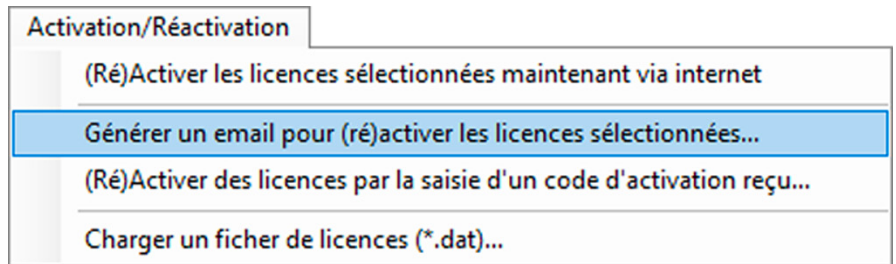 Activation/Réactivation
(Ré)Activer les licences sélectionnées maintenant via internet
Générer un email pour (ré)activer les licences sélectionnées...
(Ré)Activer des licences par la saisie d'un code d'activation reçu...
Charger un ficher de licences (*.dat)...